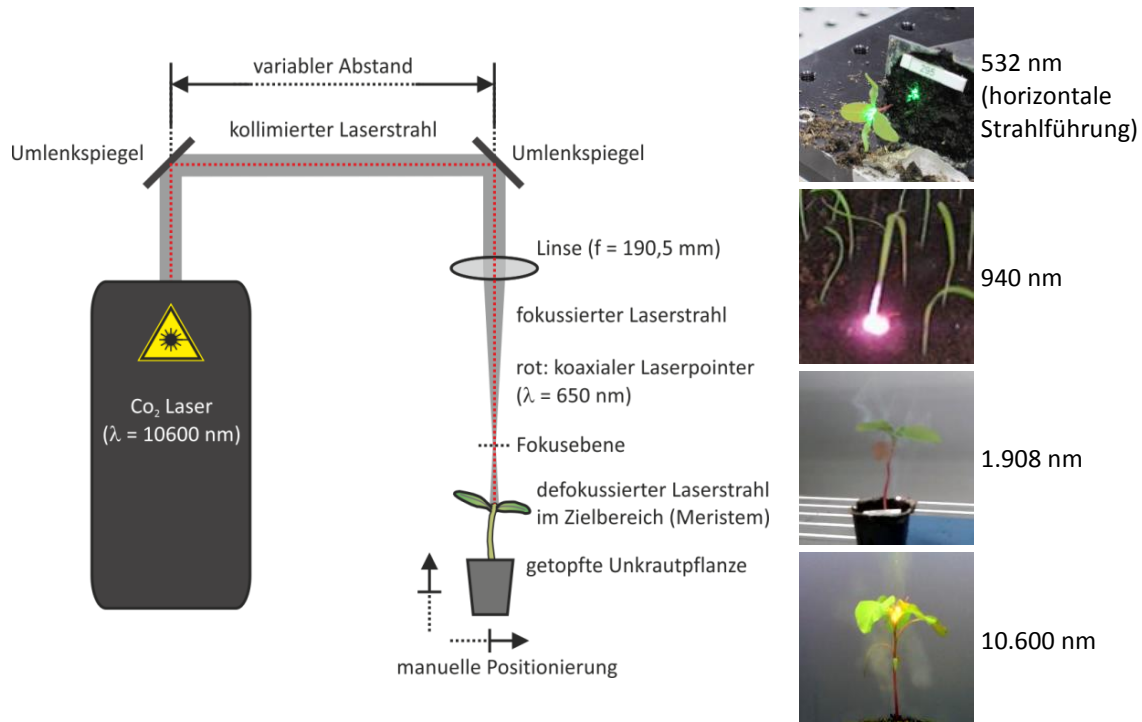 variabler Abstand
kollimierter Laserstrahl
Umlenkspiegel
Umlenkspiegel
Linse (f = 190,5 mm)
fokussierter Laserstrahl
rot: koaxialer Laserpointer
(λ = 650 nm)
Co₂ Laser
(λ = 10600 nm)
Fokusebene
defokussierter Laserstrahl
im Zielbereich (Meristem)
getopfte Unkrautpflanze
manuelle Positionierung
295
532 nm
(horizontale
Strahlführung)
940 nm
1.908 nm
10.600 nm